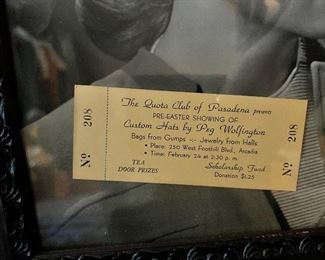 The Quota Club of Pasadena presents
PRE-EASTER SHOWING OF
Custom Hats by Peg Wolfington
Bags from Gumps -:- Jewelry from Halls
• Place: 250 West Foothill Blvd., Arcadia
• Time: February 24 at 2:30 p. m.
TEA
DOOR PRIZES
Scholarship Fund
Donation $1.25
No 208
No 208